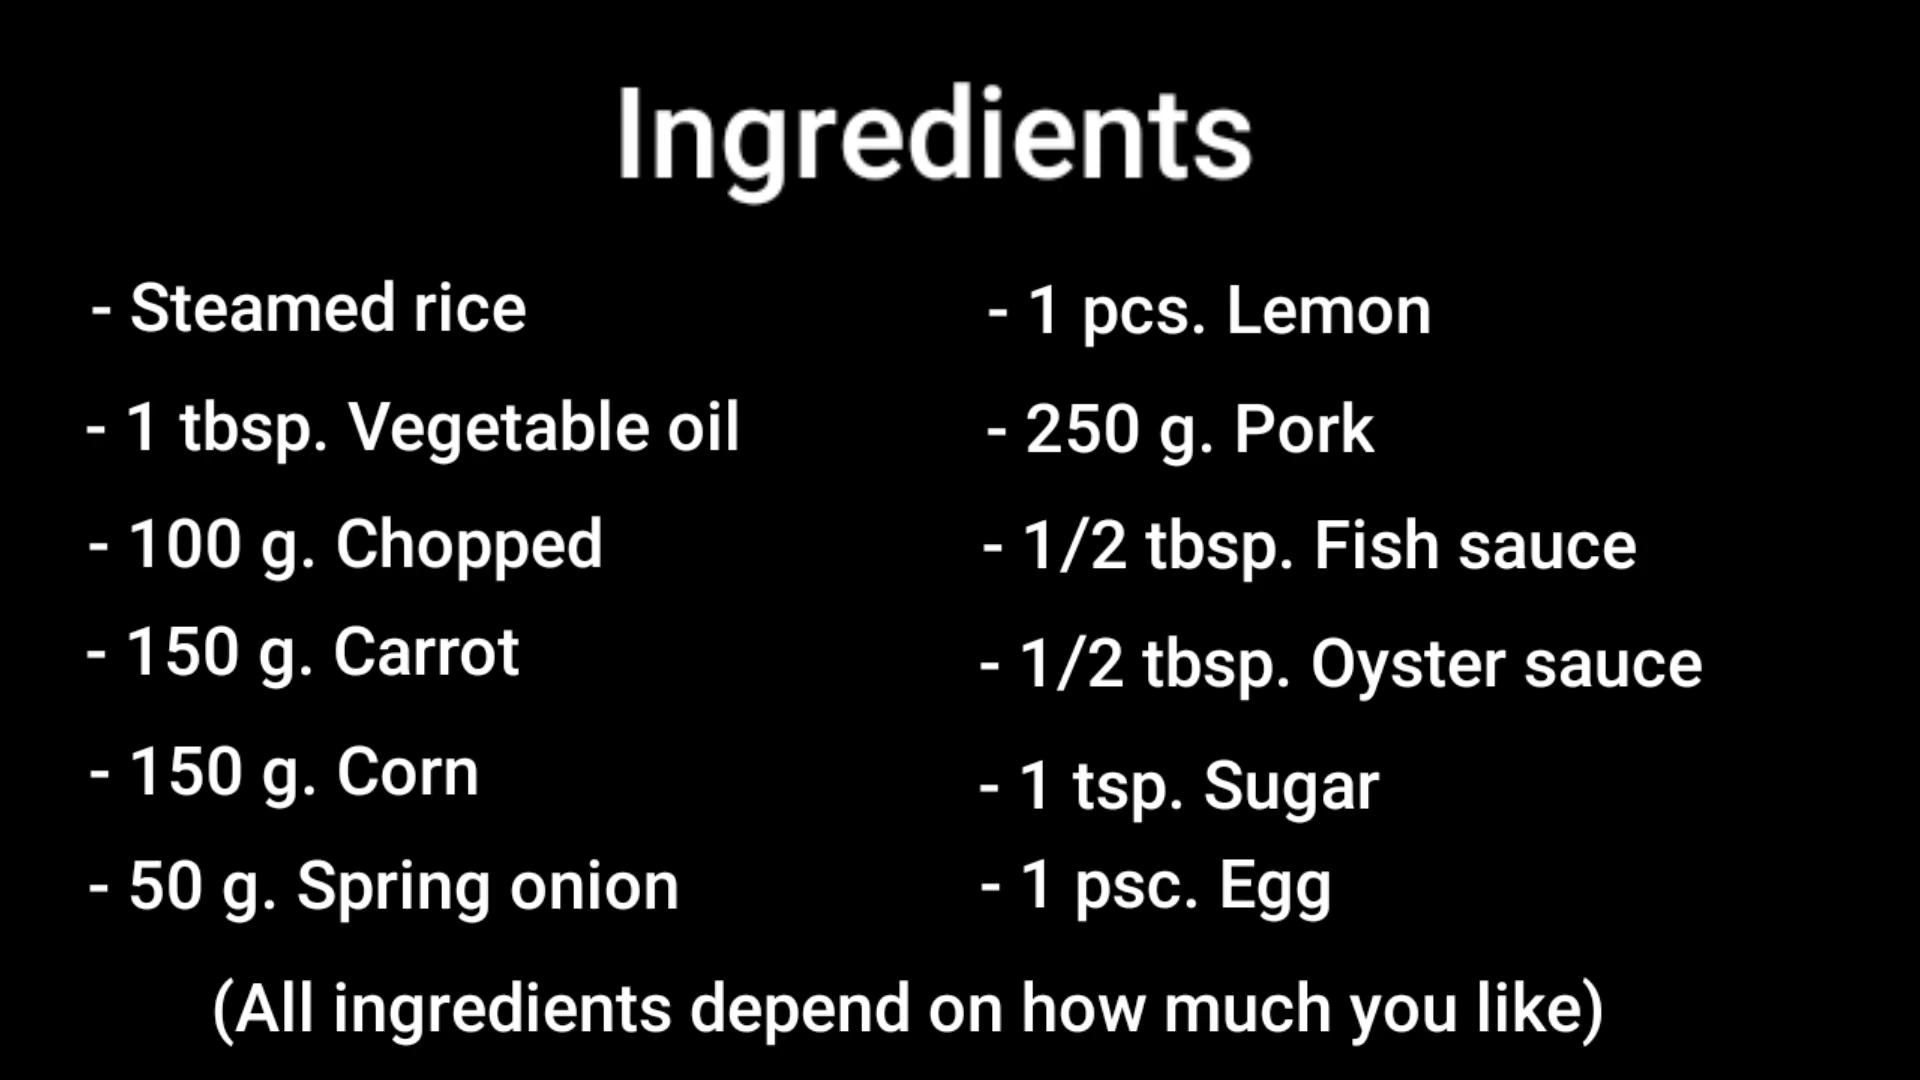 Ingredients
- Steamed rice
- 1 tbsp. Vegetable oil
- 100 g. Chopped
- 150 g. Carrot
- 150 g. Corn
- 50 g. Spring onion
- 1 pcs. Lemon
- 250 g. Pork
- 1/2 tbsp. Fish sauce
- 1/2 tbsp. Oyster sauce
- 1 tsp. Sugar
- 1 psc. Egg
(All ingredients depend on how much you like)